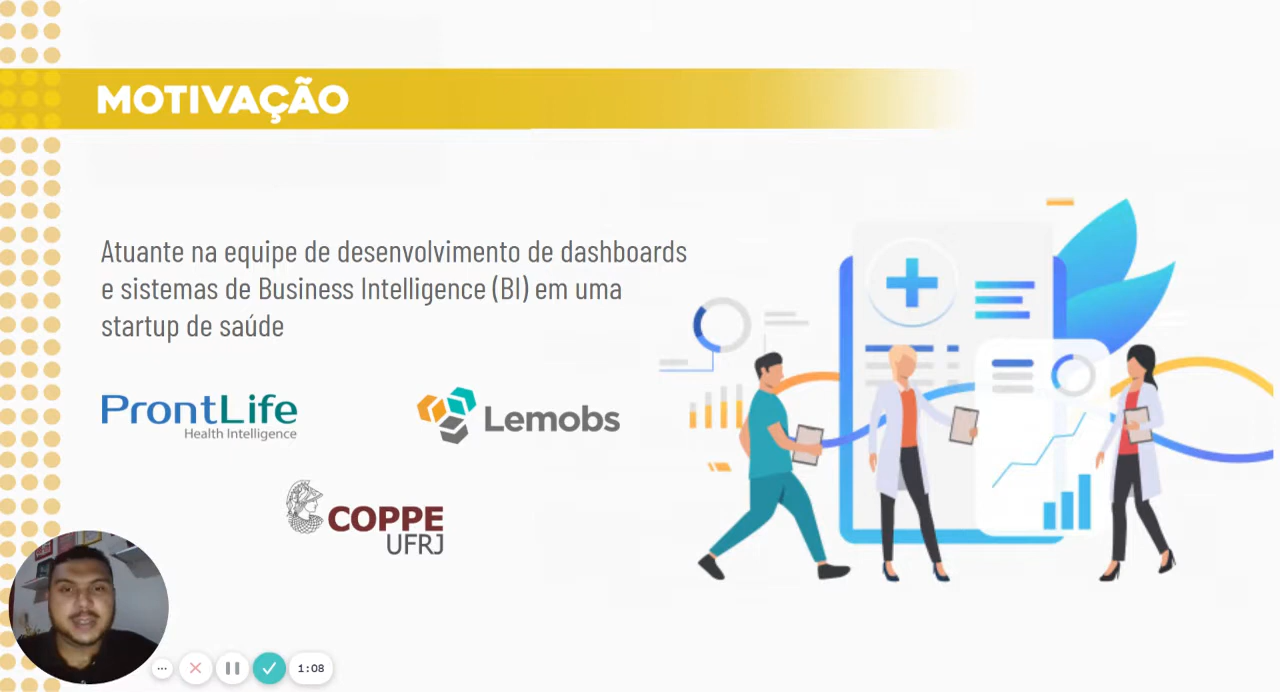 MOTIVAÇÃO
Atuante na equipe de desenvolvimento de dashboards
e sistemas de Business Intelligence (BI) em uma
startup de saúde
ProntLife
Health Intelligence
Lemobs
COPPE
UFRJ
1:08